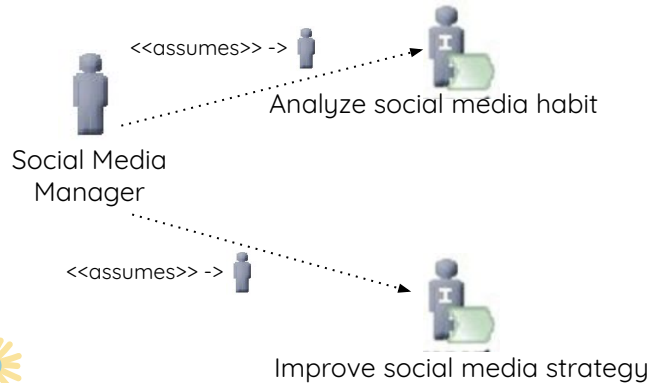 <<assumes>> ->
I
Analyze social media habit
Social Media
Manager
<<assumes>> ->
I
Improve social media strategy